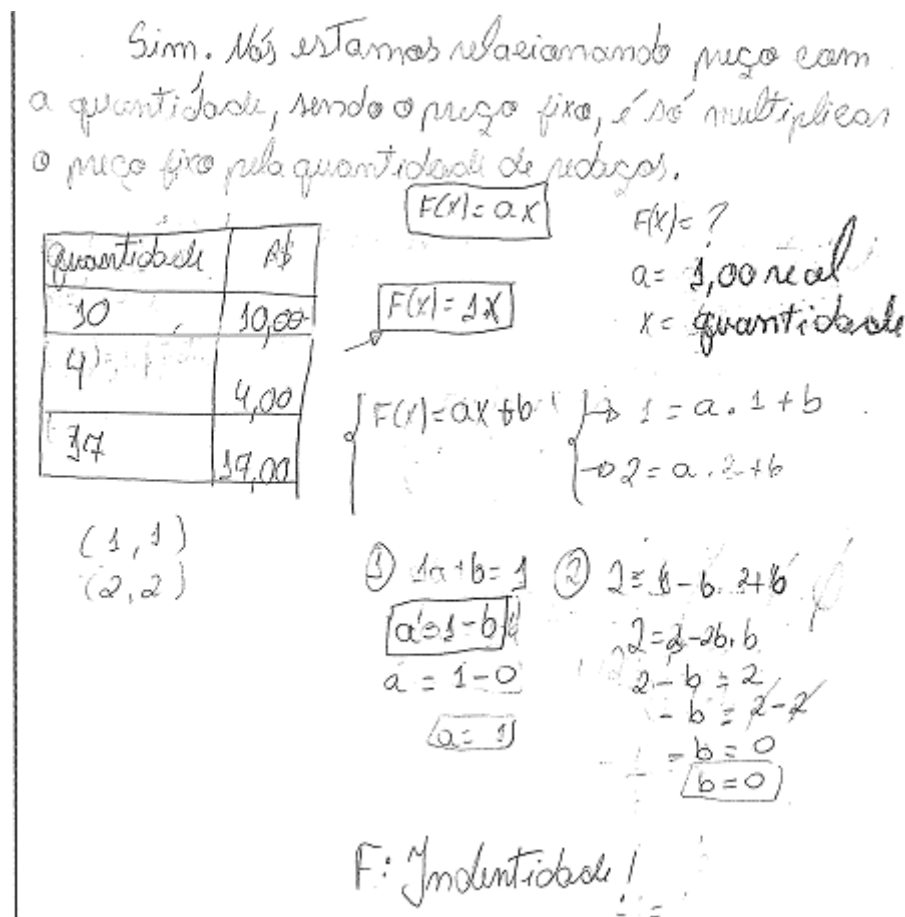 Sim. Nós estamos relacionando preço com
a quantidade, sendo o preço fixo, é só multiplicar
o preço fixo pela quantidade de pedaços.
F(x) = ax
F(x) = ?
a = 1,00 real
x = quantidade
quantidade R$
10 10,00
4 4,00
17 17,00
F(x) = 1x
F(x) = ax + b
→ 1 = a . 1 + b
→ 2 = a . 2 + b
(1, 1)
(2, 2)
① 1a + b = 1
a = 1 - b
a = 1 - 0
a = 1
② 2 = 1 - b . 2 + b
2 - b = 2
- b = 2 - 2
- b = 0
b = 0
F: Indentidade!